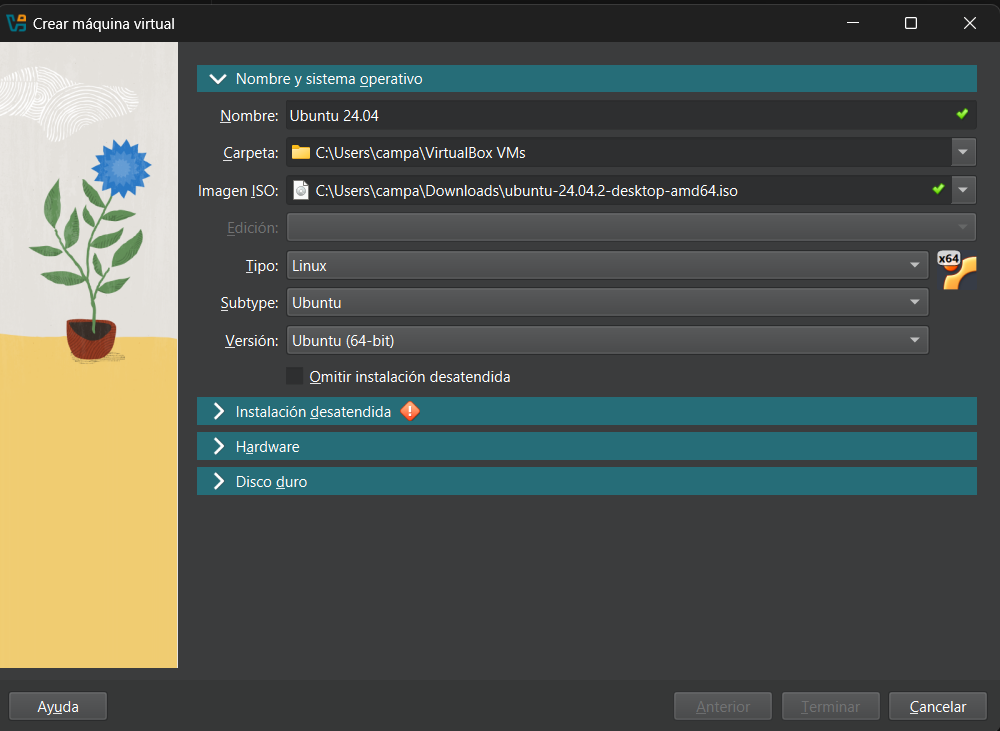 Crear máquina virtual
Nombre y sistema operativo
Nombre: Ubuntu 24.04
Carpeta: C:\Users\campa\VirtualBox VMs
Imagen ISO: C:\Users\campa\Downloads\ubuntu-24.04.2-desktop-amd64.iso
Edición:
Tipo: Linux
x64
Subtype: Ubuntu
Versión: Ubuntu (64-bit)
Omitir instalación desatendida
Instalación desatendida
Hardware
Disco duro
Ayuda Anterior Terminar Cancelar